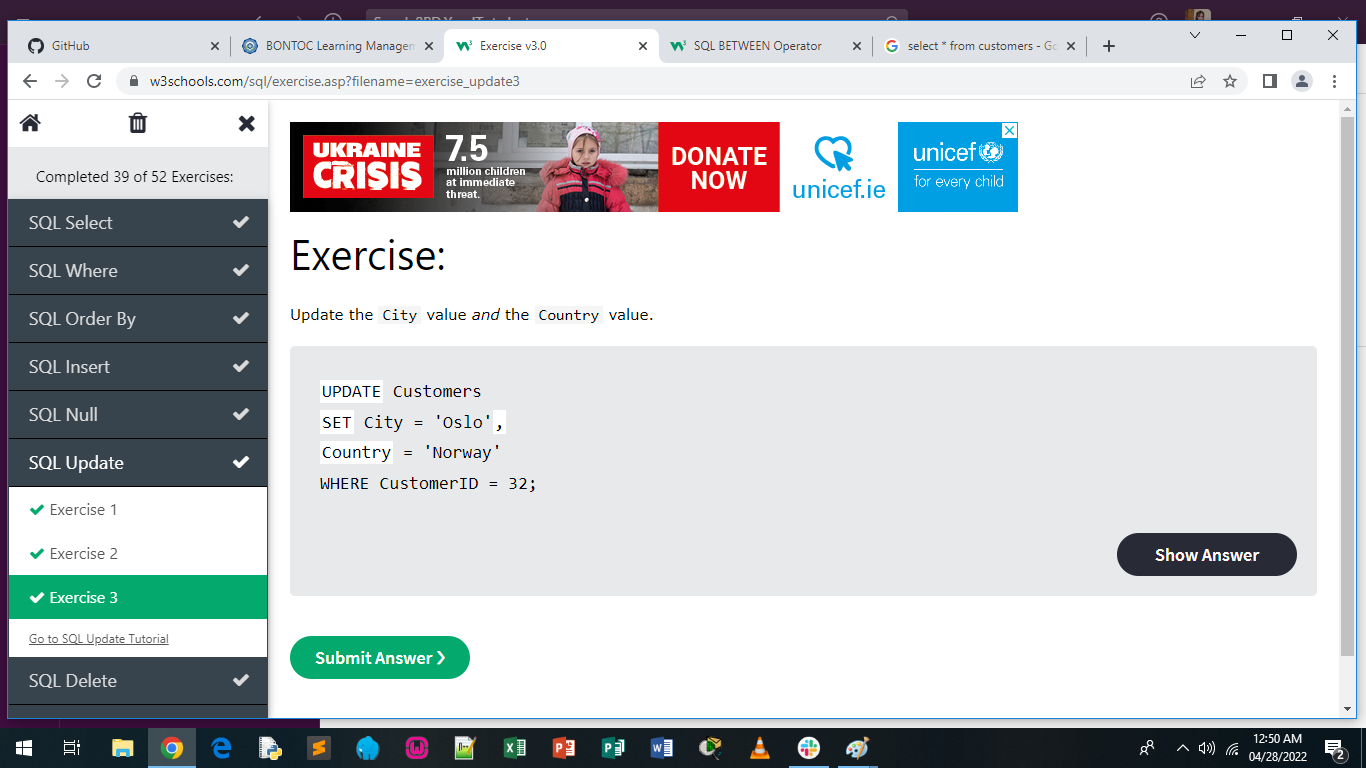 GitHub
BONTOC Learning Managem
Exercise v3.0
SQL BETWEEN Operator
select * from customers - Go
w3schools.com/sql/exercise.asp?filename=exercise_update3
Completed 39 of 52 Exercises:
SQL Select
SQL Where
SQL Order By
SQL Insert
SQL Null
SQL Update
Exercise 1
Exercise 2
Exercise 3
Go to SQL Update Tutorial
SQL Delete
UKRAINE
CRISIS
7.5
million children
at immediate
threat.
DONATE
NOW
unicef.ie
unicef
for every child
Exercise:
Update the City value and the Country value.
UPDATE Customers
SET City = 'Oslo',
Country = 'Norway'
WHERE CustomerID = 32;
Show Answer
Submit Answer ❯
12:50 AM
04/28/2022
2